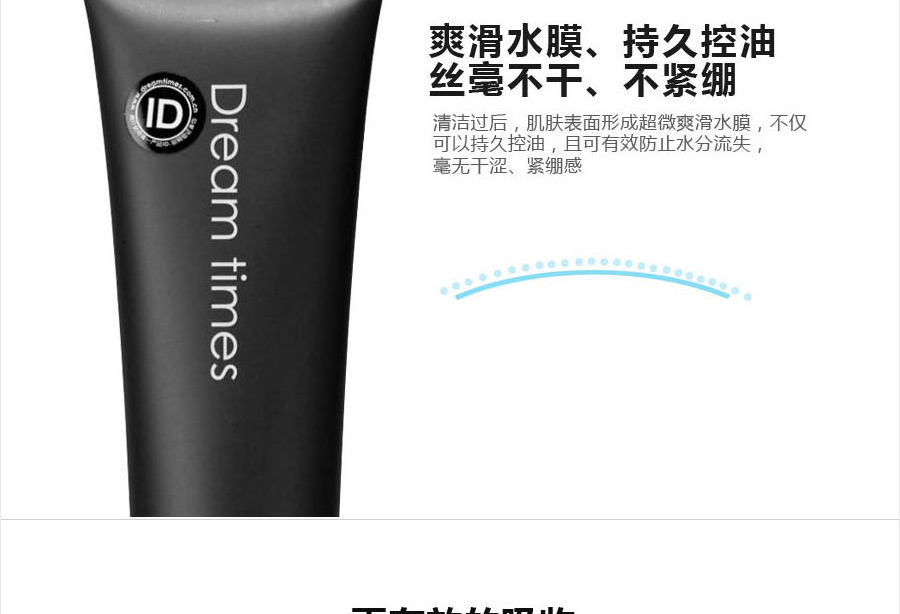 爽滑水膜、持久控油
丝毫不干、不紧绷
清洁过后，肌肤表面形成超微爽滑水膜，不仅
可以持久控油，且可有效防止水分流失，
毫无干涩、紧绷感
Dream times
ID
www.dreamtimes.com.cn